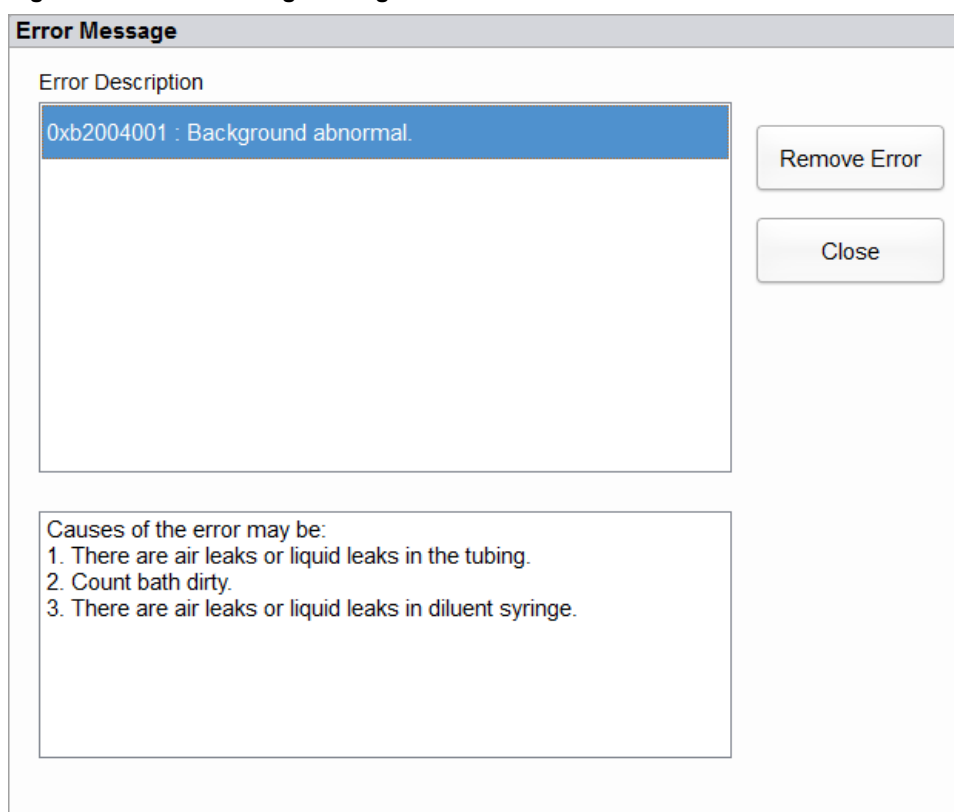 Error Message
Error Description
0xb2004001 : Background abnormal.
Remove Error
Close
Causes of the error may be:
1. There are air leaks or liquid leaks in the tubing.
2. Count bath dirty.
3. There are air leaks or liquid leaks in diluent syringe.